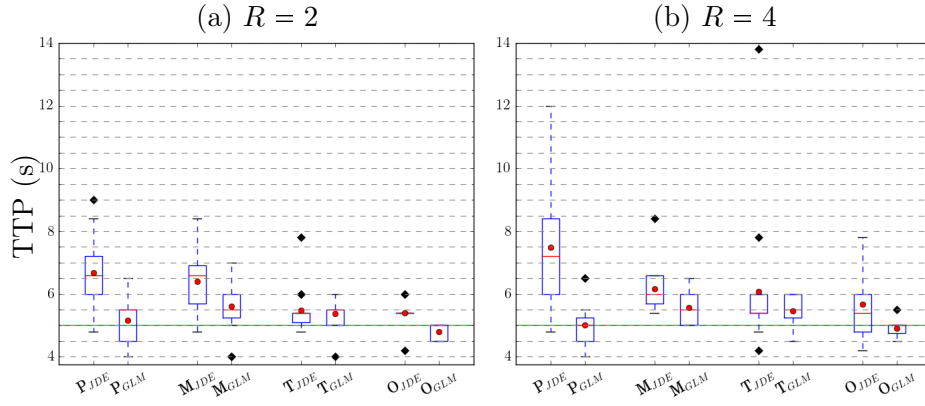 (a) R = 2
(b) R = 4
TTP (s)
14
12
10
8
6
4
P_JDE P_GLM M_JDE M_GLM T_JDE T_GLM O_JDE O_GLM
14
12
10
8
6
4
P_JDE P_GLM M_JDE M_GLM T_JDE T_GLM O_JDE O_GLM